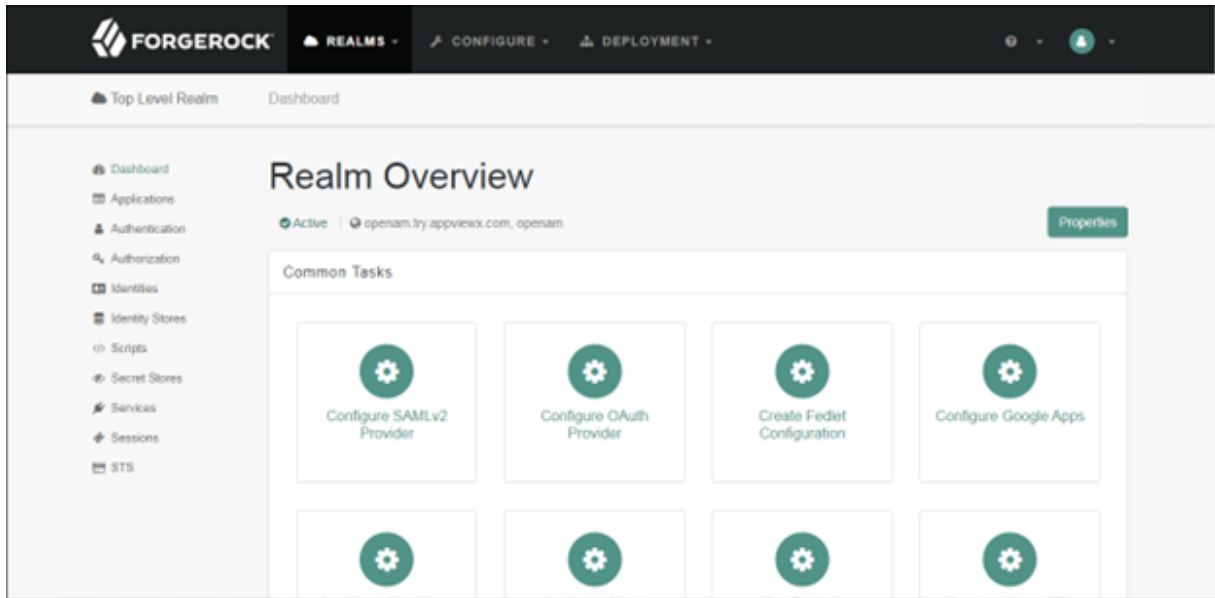 FORGEROCK REALMS CONFIGURE DEPLOYMENT
Top Level Realm Dashboard
Dashboard
Applications
Authentication
Authorization
Identities
Identity Stores
Scripts
Secret Stores
Services
Sessions
STS
Realm Overview
Active openam.try.appviewx.com, openam
Properties
Common Tasks
Configure SAMLv2
Provider
Configure OAuth
Provider
Create Fedlet
Configuration
Configure Google Apps